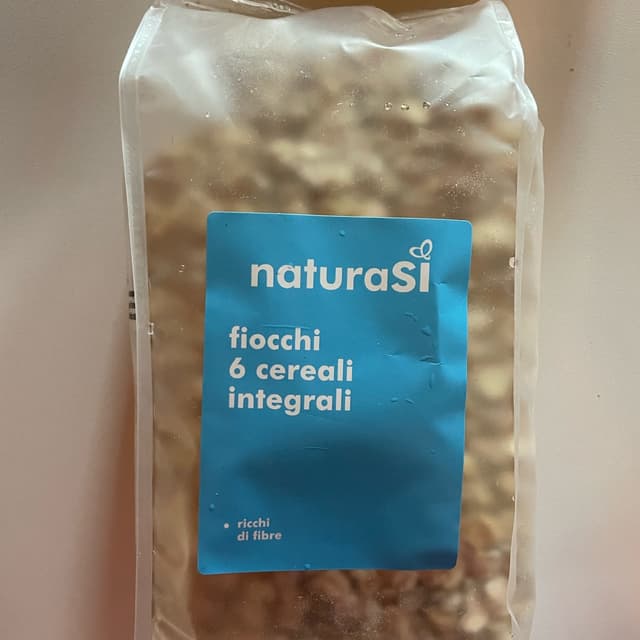 naturaSì
fiocchi
6 cereali
integrali
• ricchi
di fibre